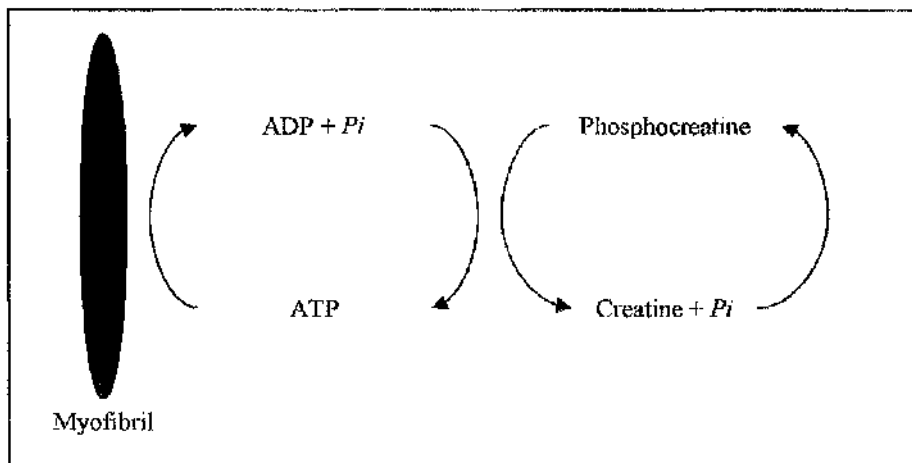 ADP + Pi
Phosphocreatine
ATP
Creatine + Pi
Myofibril